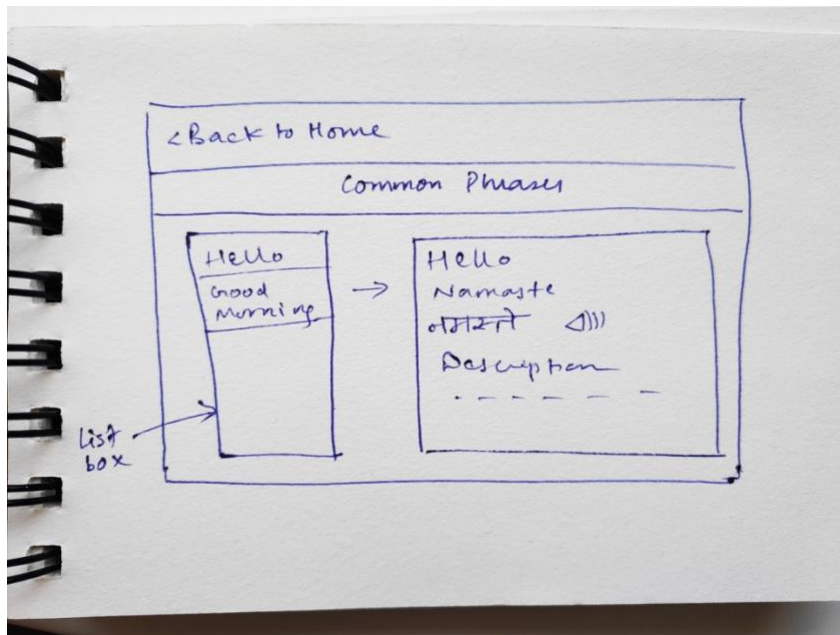 <Back to Home
Common Phrases
Hello
Good
Morning
Hello
Namaste
नमस्ते
Description
List
box